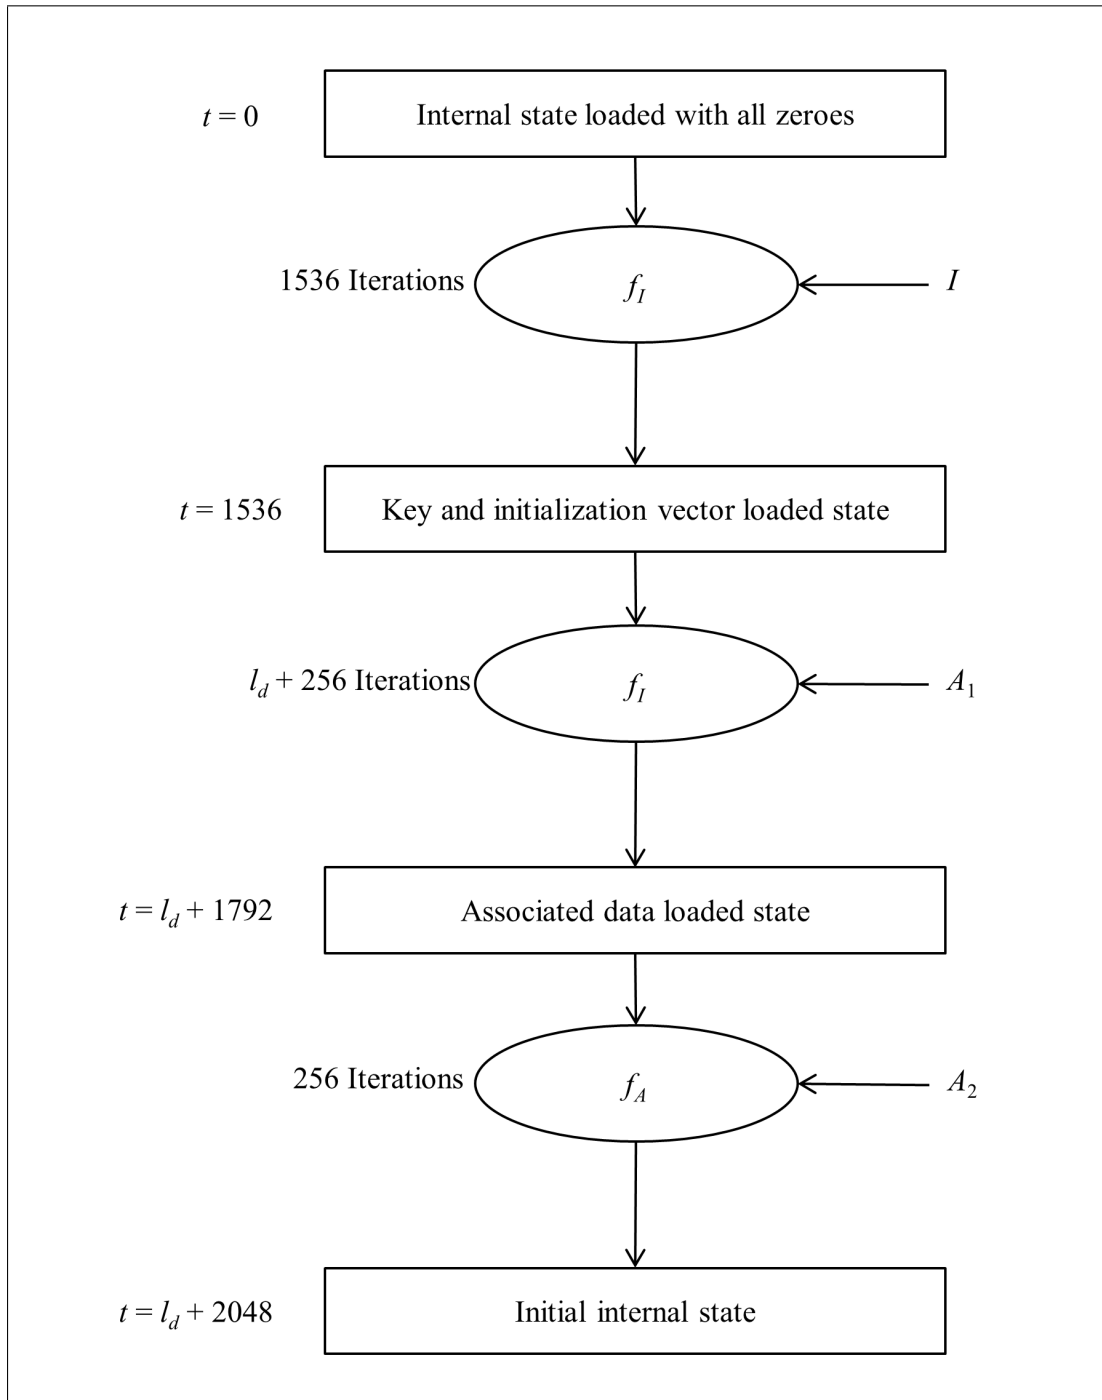 t = 0
Internal state loaded with all zeroes
1536 Iterations
f_I
I
t = 1536
Key and initialization vector loaded state
l_d + 256 Iterations
f_I
A_1
t = l_d + 1792
Associated data loaded state
256 Iterations
f_A
A_2
t = l_d + 2048
Initial internal state